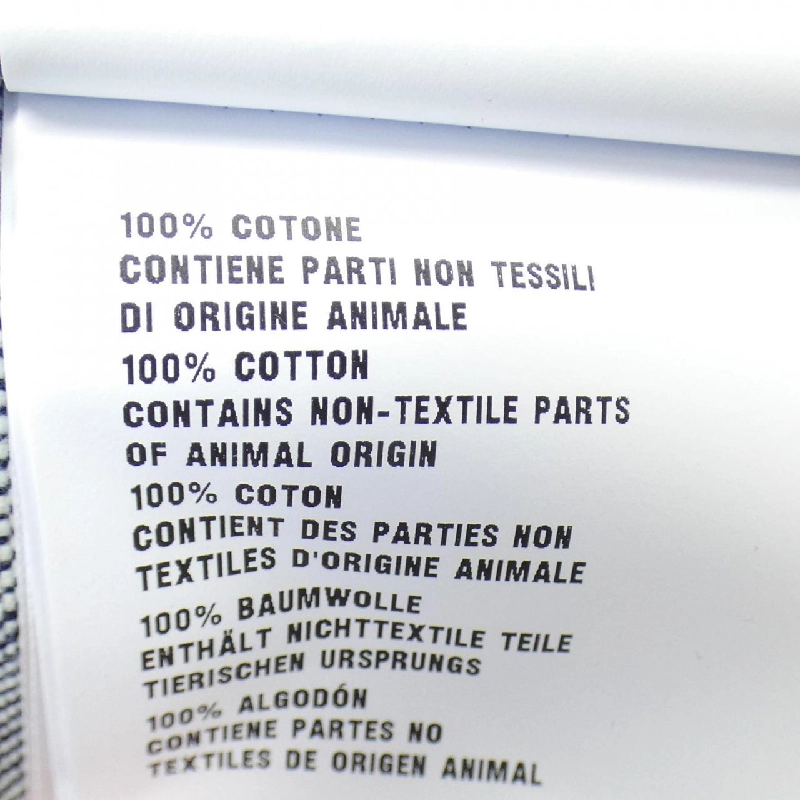 100% COTONE
CONTIENE PARTI NON TESSILI
DI ORIGINE ANIMALE
100% COTTON
CONTAINS NON-TEXTILE PARTS
OF ANIMAL ORIGIN
100% COTON
CONTIENT DES PARTIES NON
TEXTILES D'ORIGINE ANIMALE
100% BAUMWOLLE
ENTHÄLT NICHTTEXTILE TEILE
TIERISCHEN URSPRUNGS
100% ALGODÓN
CONTIENE PARTES NO
TEXTILES DE ORIGEN ANIMAL